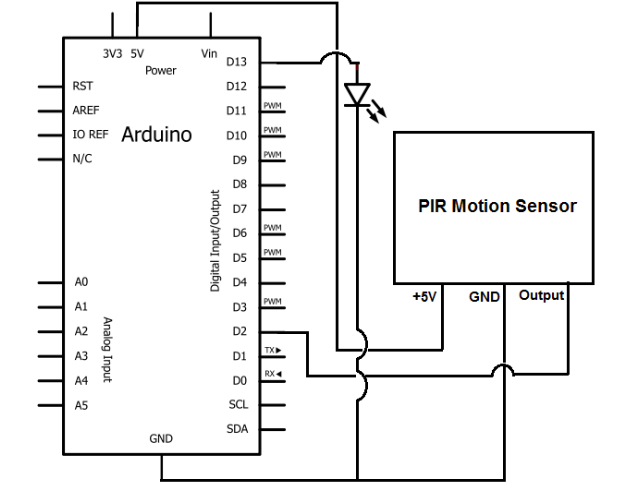 3V3 5V Vin
Power
RST
AREF
IO REF
N/C
Arduino
A0
A1
A2
A3
A4
A5
Analog Input
Digital Input/Output
D13
D12
D11 PWM
D10 PWM
D9 PWM
D8
D7
D6 PWM
D5 PWM
D4
D3 PWM
D2
D1 TX▶
D0 RX◀
SCL
SDA
GND
PIR Motion Sensor
+5V GND Output